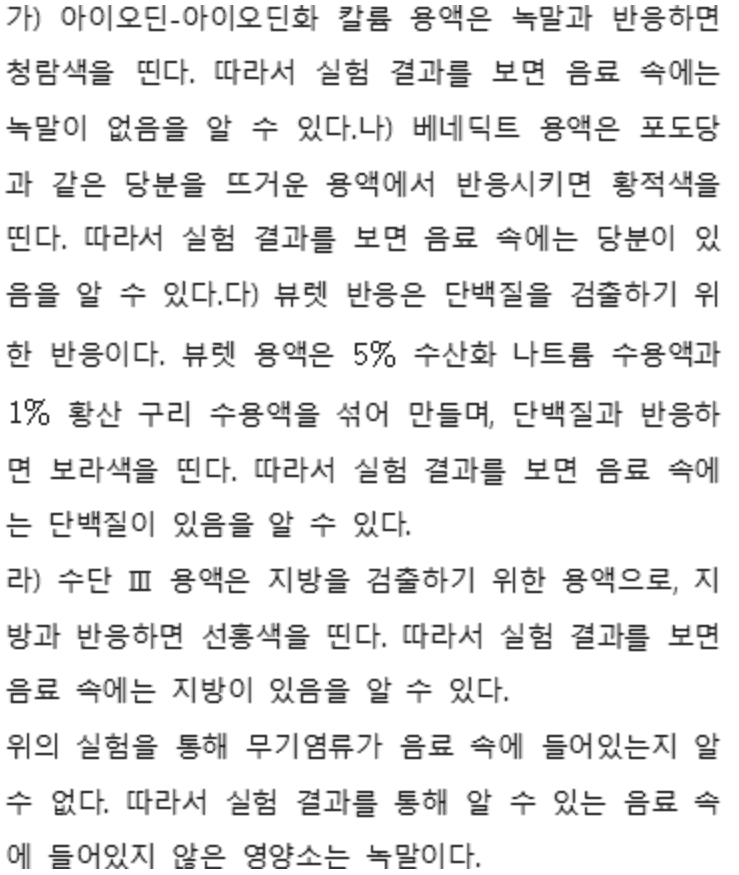 가) 아이오딘-아이오딘화 칼륨 용액은 녹말과 반응하면
청람색을 띤다. 따라서 실험 결과를 보면 음료 속에는
녹말이 없음을 알 수 있다.나) 베네딕트 용액은 포도당
과 같은 당분을 뜨거운 용액에서 반응시키면 황적색을
띤다. 따라서 실험 결과를 보면 음료 속에는 당분이 있
음을 알 수 있다.다) 뷰렛 반응은 단백질을 검출하기 위
한 반응이다. 뷰렛 용액은 5% 수산화 나트륨 수용액과
1% 황산 구리 수용액을 섞어 만들며, 단백질과 반응하
면 보라색을 띤다. 따라서 실험 결과를 보면 음료 속에
는 단백질이 있음을 알 수 있다.
라) 수단 Ⅲ 용액은 지방을 검출하기 위한 용액으로, 지
방과 반응하면 선홍색을 띤다. 따라서 실험 결과를 보면
음료 속에는 지방이 있음을 알 수 있다.
위의 실험을 통해 무기염류가 음료 속에 들어있는지 알
수 없다. 따라서 실험 결과를 통해 알 수 있는 음료 속
에 들어있지 않은 영양소는 녹말이다.